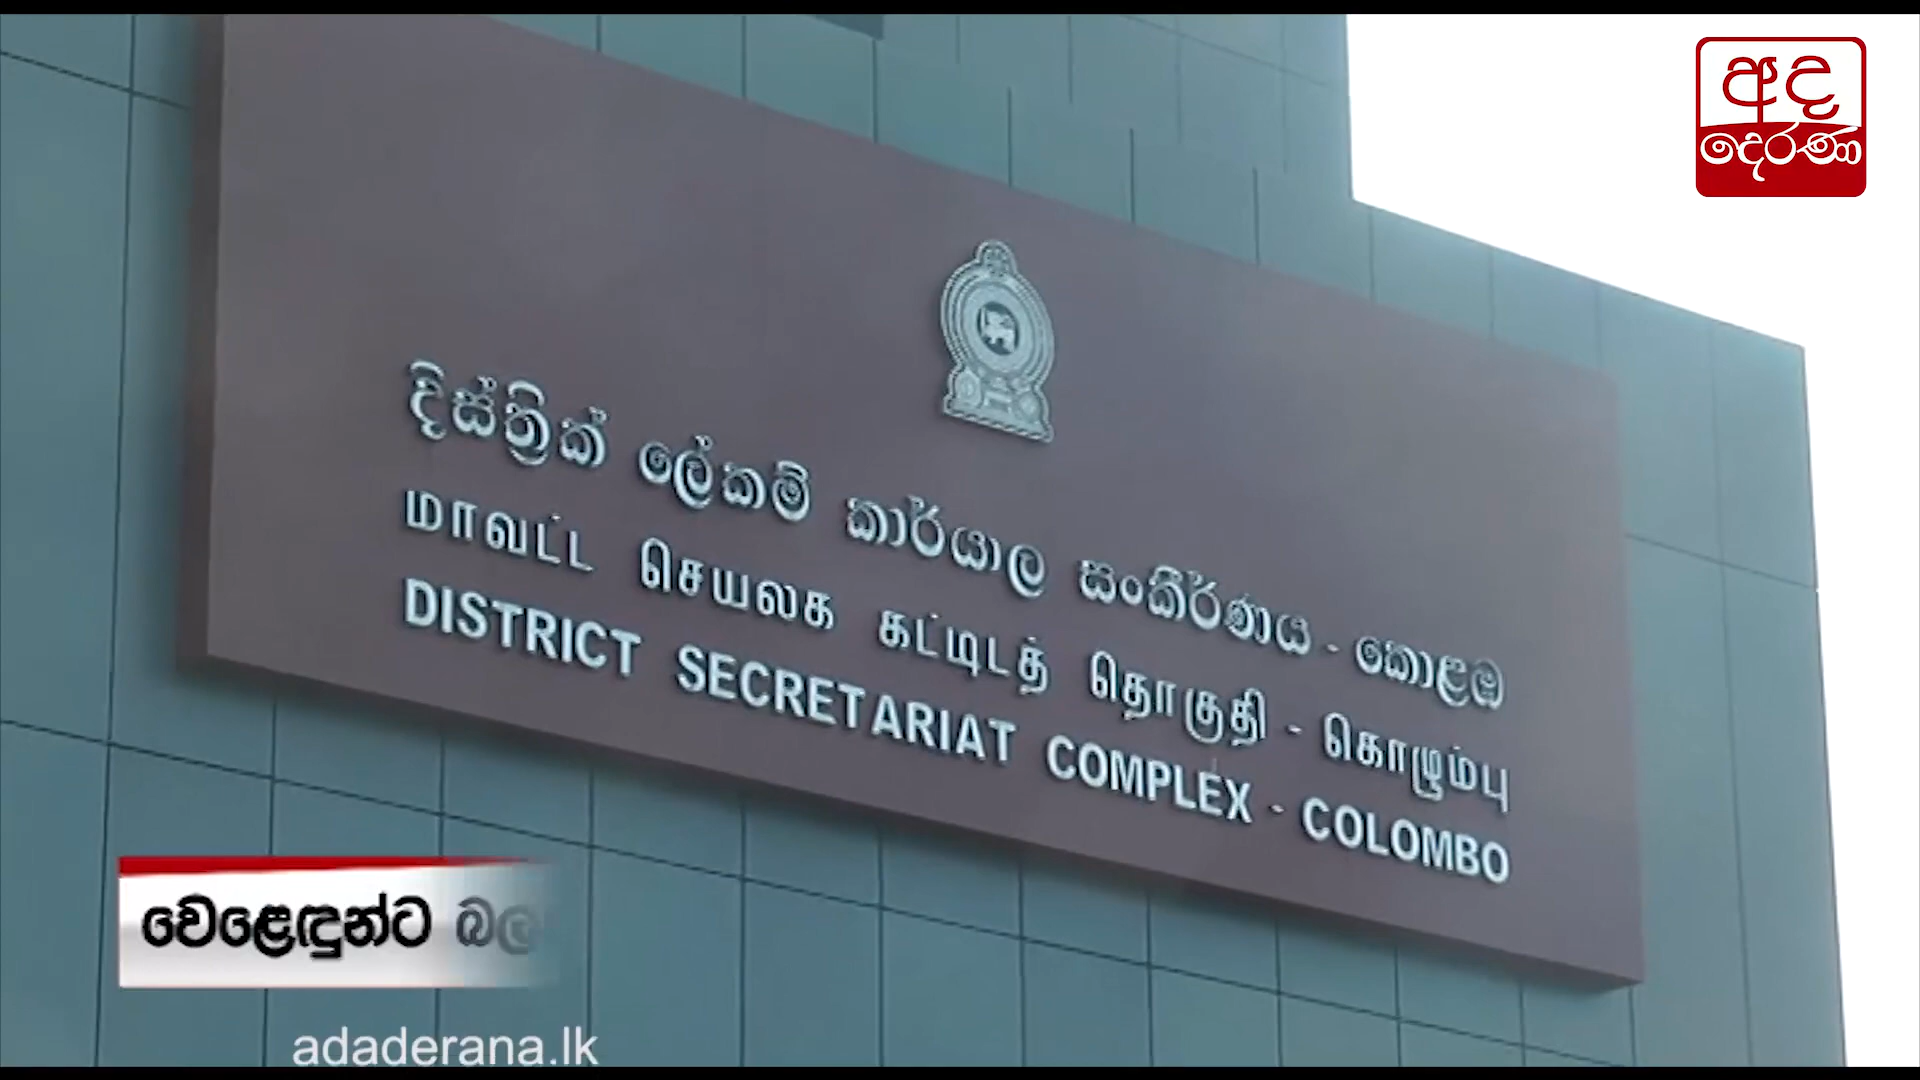 අද
දෙරණ
දිස්ත්‍රික් ලේකම් කාර්යාල සංකීර්ණය - කොළඹ
மாவட்ட செயலக கட்டிடத் தொகுதி - கொழும்பு
DISTRICT SECRETARIAT COMPLEX - COLOMBO
වෙළෙඳුන්ට
adaderana.lk